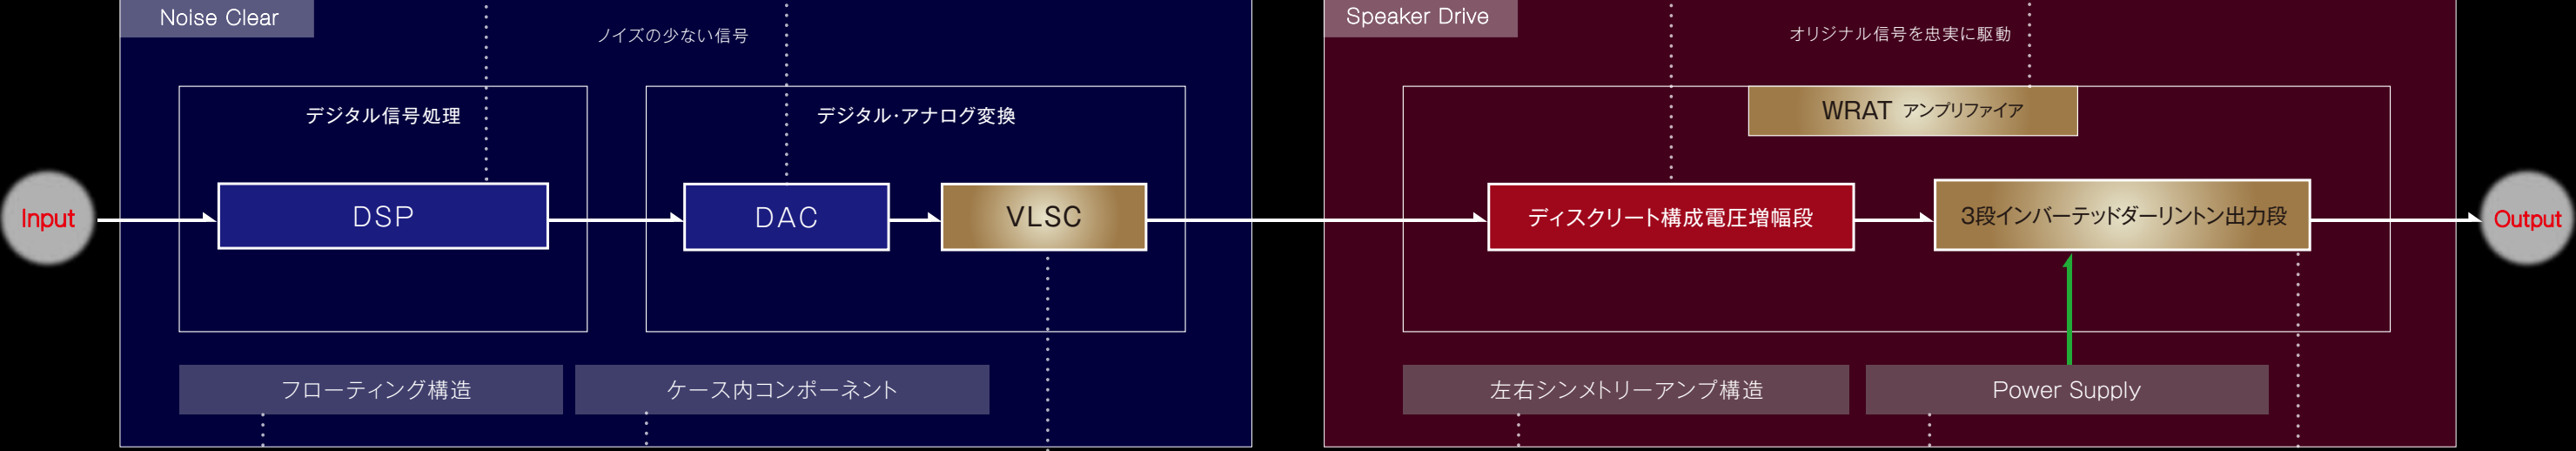 Noise Clear
ノイズの少ない信号
デジタル信号処理
デジタル・アナログ変換
Input
DSP
DAC
VLSC
フローティング構造
ケース内コンポーネント
Speaker Drive
オリジナル信号を忠実に駆動
WRAT アンプリファイア
ディスクリート構成電圧増幅段
3段インバーテッドダーリントン出力段
Output
左右シンメトリーアンプ構造
Power Supply